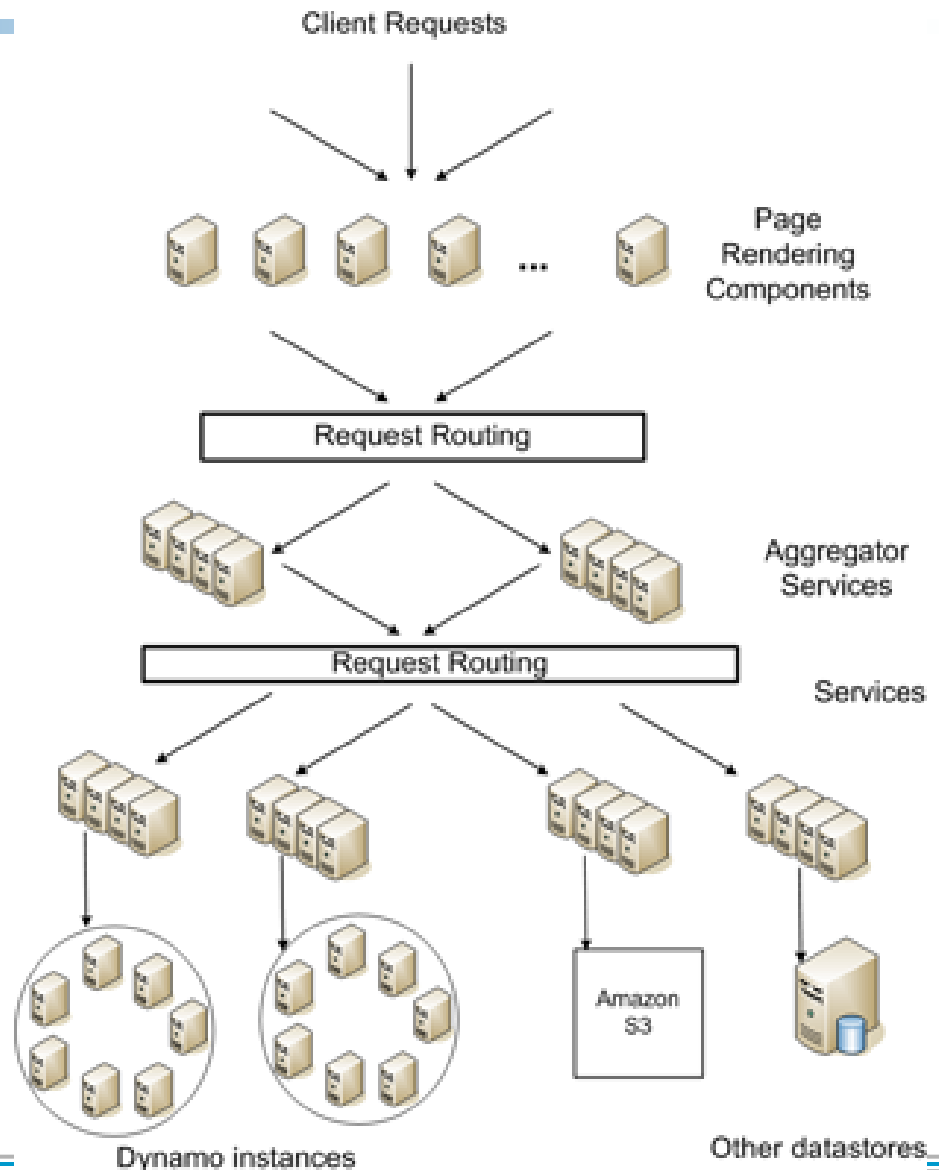 Client Requests
Page
Rendering
Components
...
Request Routing
Aggregator
Services
Request Routing
Services
Amazon
S3
Dynamo instances
Other datastores